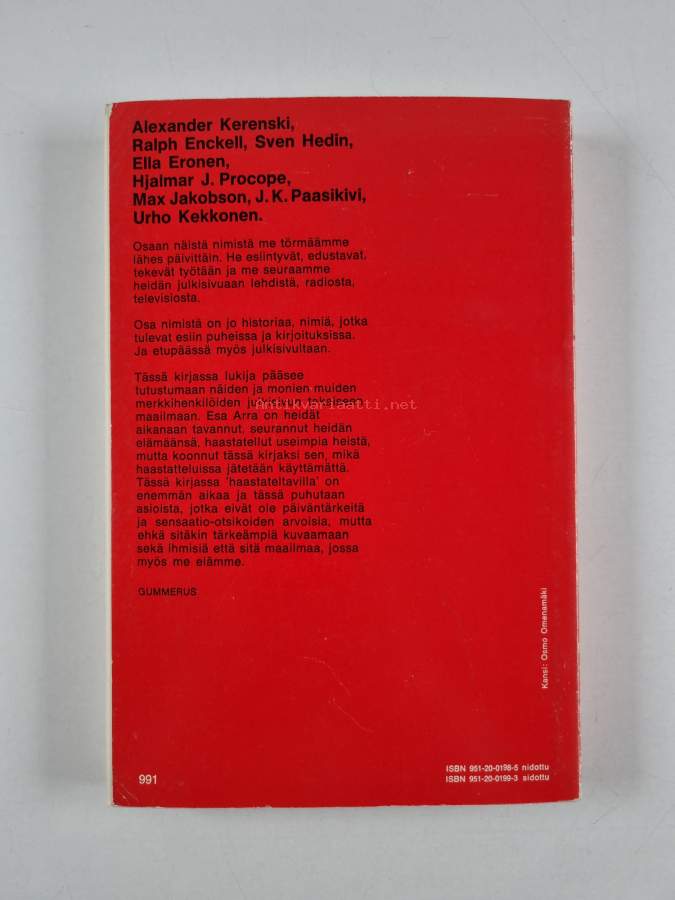 Alexander Kerenski,
Ralph Enckell, Sven Hedin,
Ella Eronen,
Hjalmar J. Procope,
Max Jakobson, J.K. Paasikivi,
Urho Kekkonen.
Osaan näistä nimistä me törmäämme
lähes päivittäin. He esiintyvät, edustavat,
tekevät työtään ja me seuraamme
heidän julkisivuaan lehdistä, radiosta,
televisiosta.
Osa nimistä on jo historiaa, nimiä, jotka
tulevat esiin puheissa ja kirjoituksissa.
Ja etupäässä myös julkisivultaan.
Tässä kirjassa lukija pääsee
tutustumaan näiden ja monien muiden
merkkihenkilöiden julkisivun takaiseen
Antikvariaatti.net
maailmaan. Esa Arra on heidät
aikanaan tavannut, seurannut heidän
elämäänsä, haastatellut useimpia heistä,
mutta koonnut tässä kirjaksi sen, mikä
haastatteluissa jätetään käyttämättä.
Tässä kirjassa 'haastateltavilla' on
enemmän aikaa ja tässä puhutaan
asioista, jotka eivät ole päiväntärkeitä
ja sensaatio-otsikoiden arvoisia, mutta
ehkä sitäkin tärkeämpiä kuvaamaan
sekä ihmisiä että sitä maailmaa, jossa
myös me elämme.
GUMMERUS
Kansi: Osmo Omenamäki
991
ISBN 951-20-0198-5 nidottu
ISBN 951-20-0199-3 sidottu